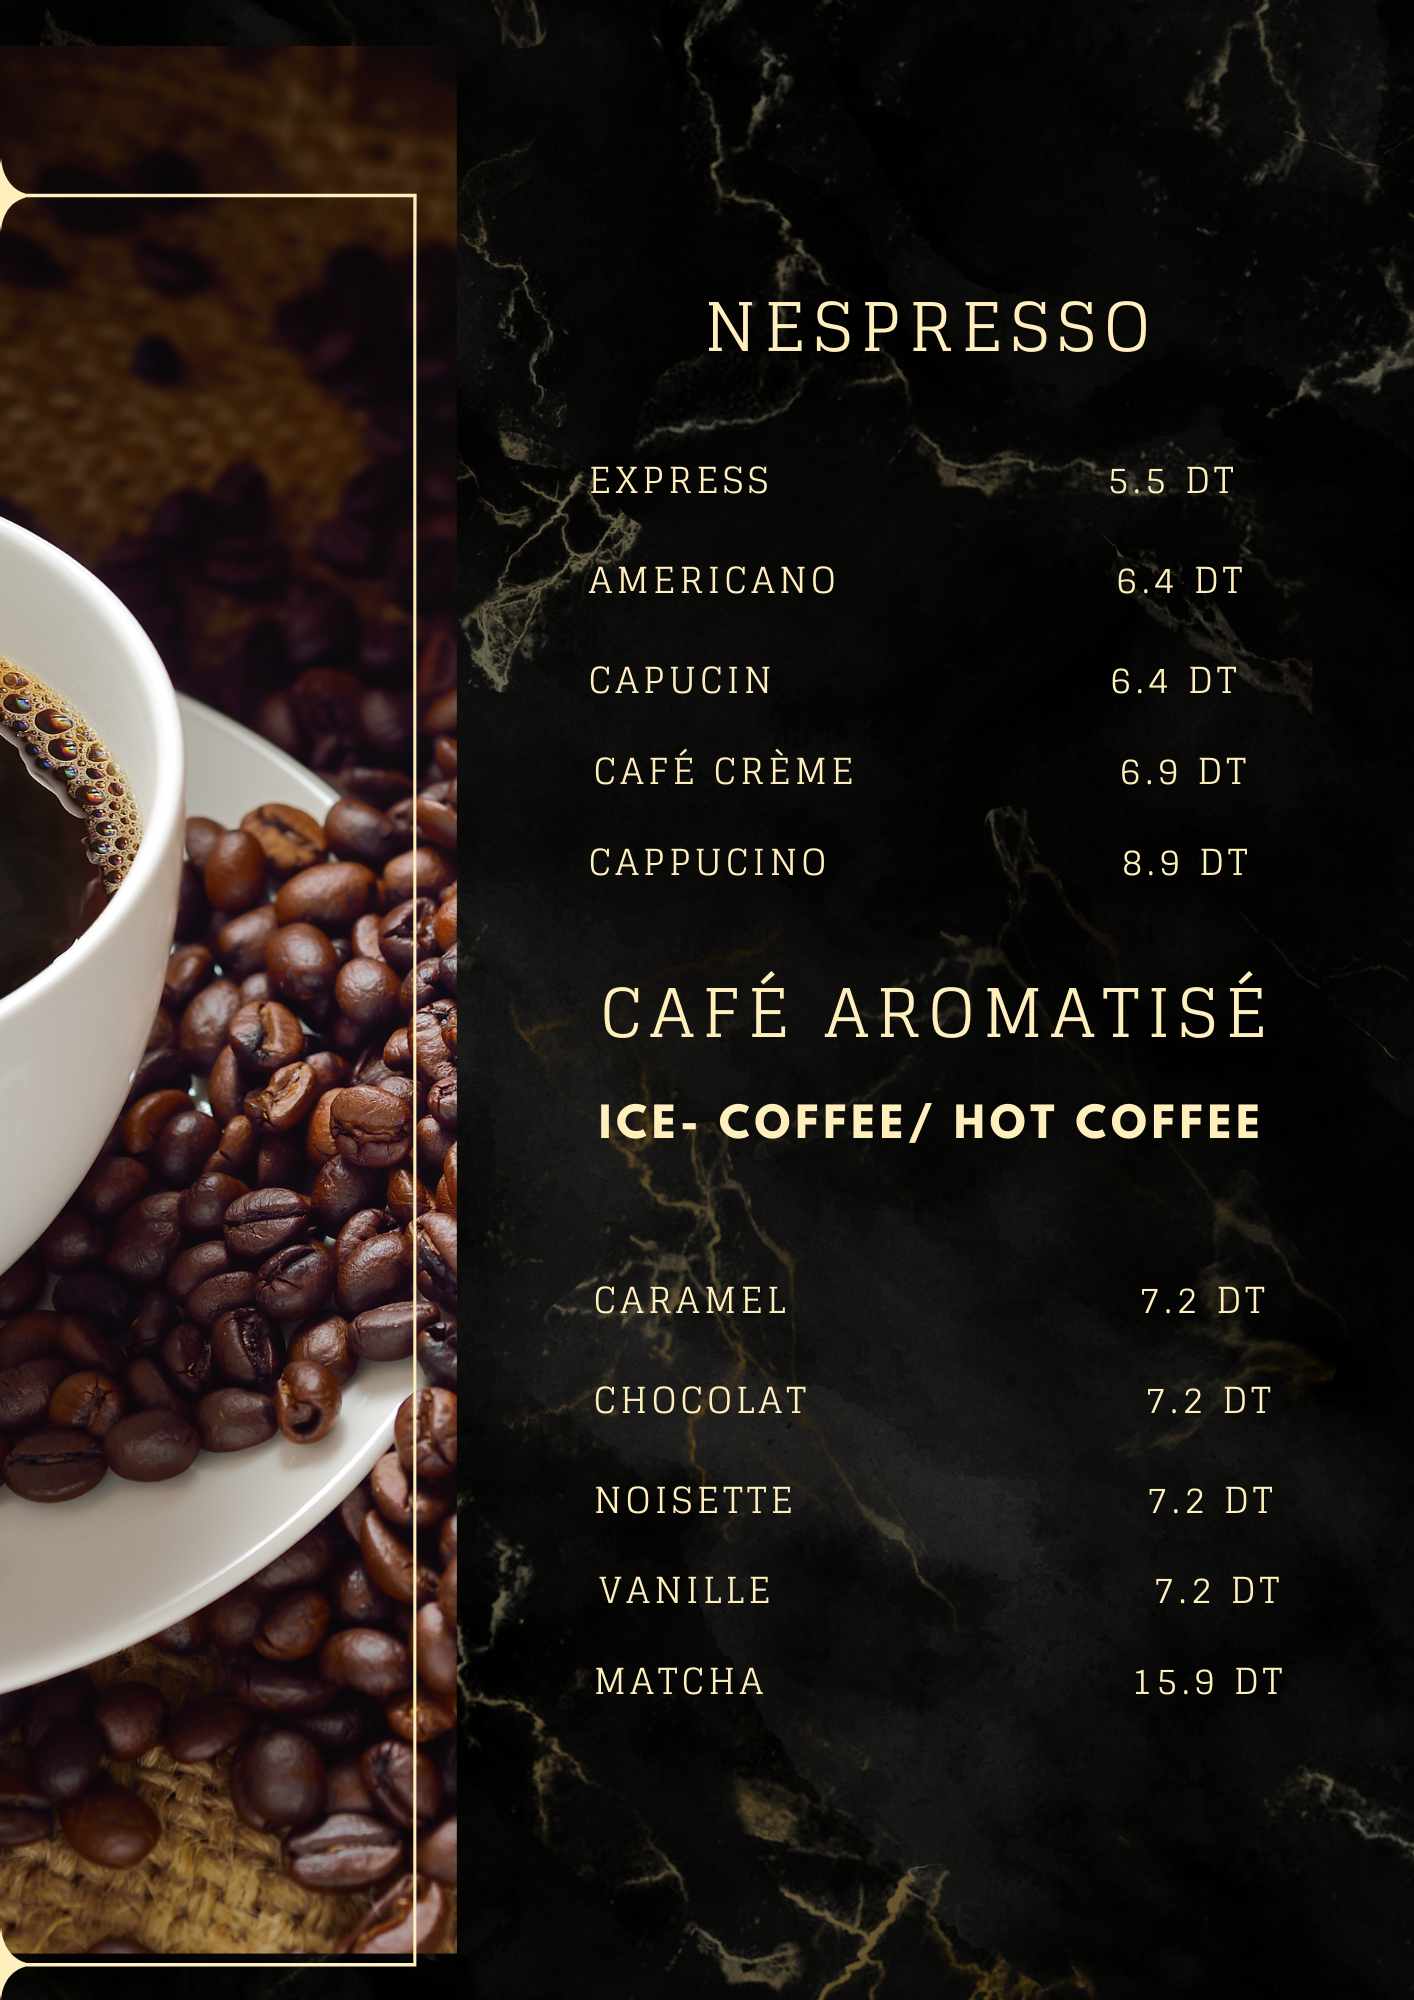 NESPRESSO
EXPRESS 5.5 DT
AMERICANO 6.4 DT
CAPUCIN 6.4 DT
CAFÉ CRÈME 6.9 DT
CAPPUCINO 8.9 DT
CAFÉ AROMATISÉ
ICE- COFFEE/ HOT COFFEE
CARAMEL 7.2 DT
CHOCOLAT 7.2 DT
NOISETTE 7.2 DT
VANILLE 7.2 DT
MATCHA 15.9 DT